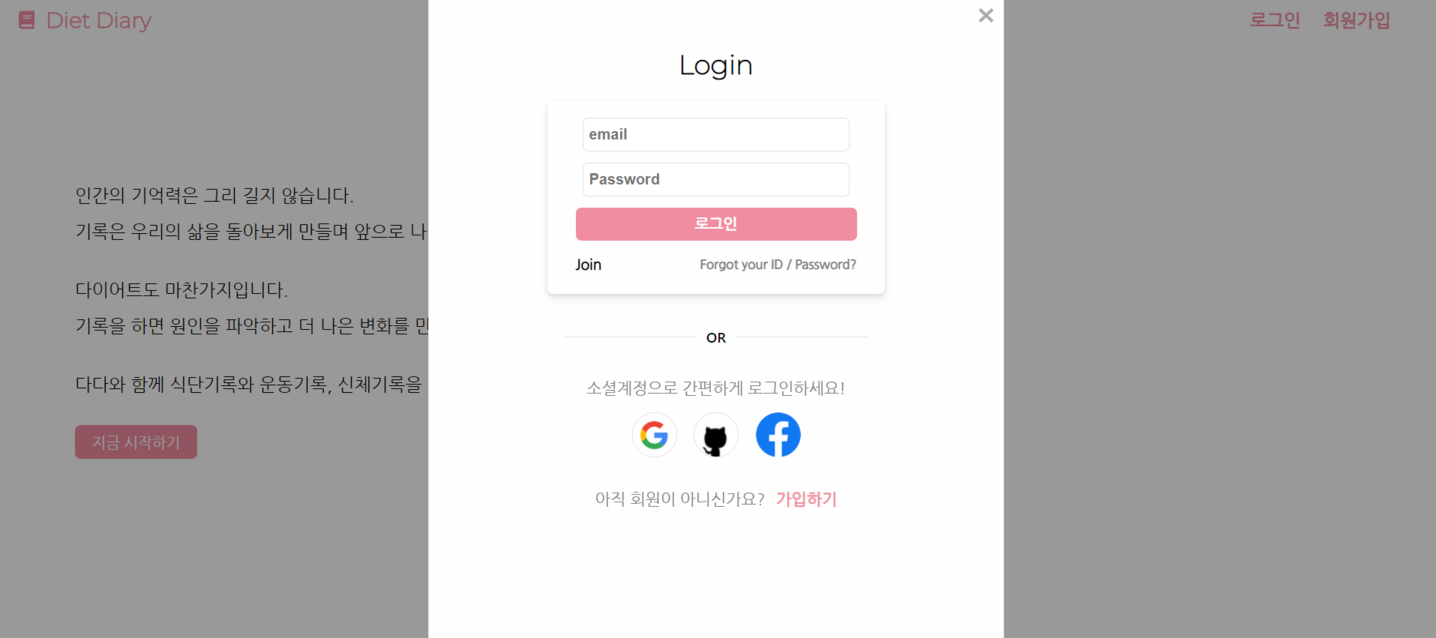 Diet Diary
로그인 회원가입
인간의 기억력은 그리 길지 않습니다.
기록은 우리의 삶을 돌아보게 만들며 앞으로 나
다이어트도 마찬가지입니다.
기록을 하면 원인을 파악하고 더 나은 변화를 만
다다와 함께 식단기록와 운동기록, 신체기록을
지금 시작하기
×
Login
email
Password
로그인
Join Forgot your ID / Password?
OR
소셜계정으로 간편하게 로그인하세요!
아직 회원이 아니신가요? 가입하기